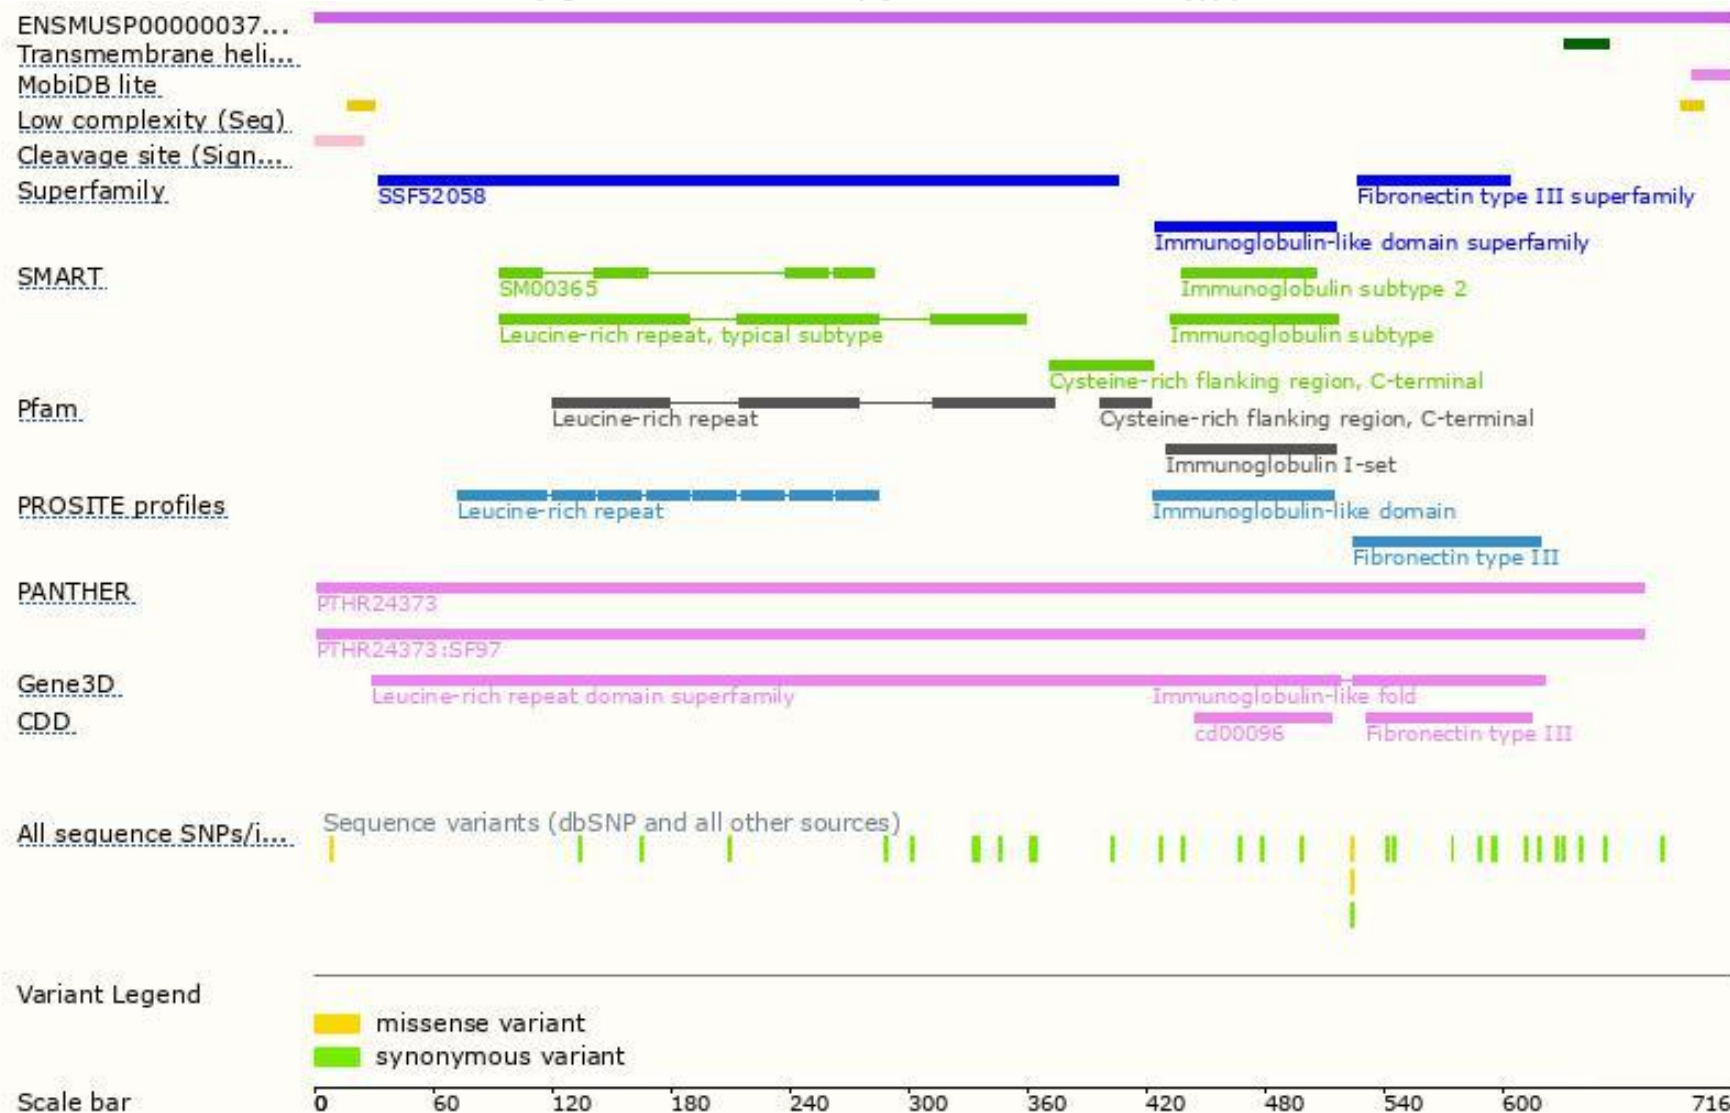 ENSMUSP00000037...
Transmembrane heli...
MobiDB lite
Low complexity (Seg)
Cleavage site (Sign...
Superfamily
SSF52058
Fibronectin type III superfamily
Immunoglobulin-like domain superfamily
SMART
SM00365
Immunoglobulin subtype 2
Leucine-rich repeat, typical subtype
Immunoglobulin subtype
Cysteine-rich flanking region, C-terminal
Pfam
Leucine-rich repeat
Cysteine-rich flanking region, C-terminal
Immunoglobulin I-set
PROSITE profiles
Leucine-rich repeat
Immunoglobulin-like domain
Fibronectin type III
PANTHER
PTHR24373
PTHR24373:SF97
Gene3D
Leucine-rich repeat domain superfamily
Immunoglobulin-like fold
CDD
cd00096
Fibronectin type III
Sequence variants (dbSNP and all other sources)
All sequence SNPs/i...
Variant Legend
missense variant
synonymous variant
Scale bar
0 60 120 180 240 300 360 420 480 540 600 716